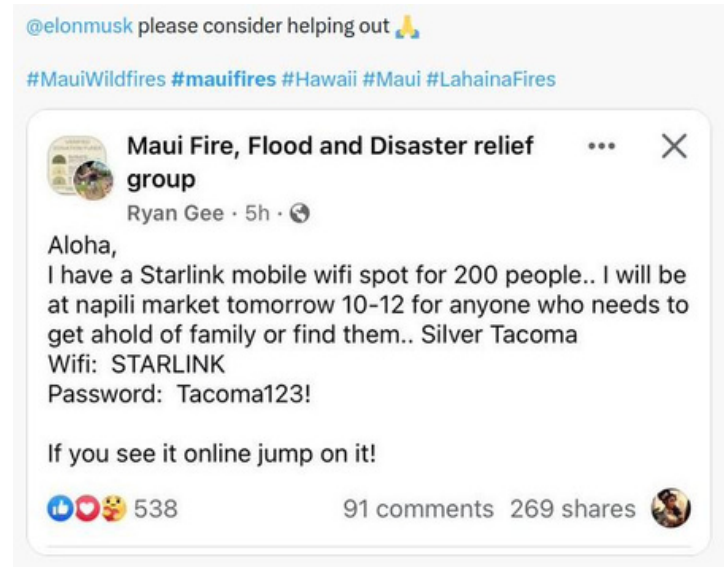 @elonmusk please consider helping out 🙏
#MauiWildfires #mauifires #Hawaii #Maui #LahainaFires
Maui Fire, Flood and Disaster relief
group
Ryan Gee · 5h ·
Aloha,
I have a Starlink mobile wifi spot for 200 people.. I will be
at napili market tomorrow 10-12 for anyone who needs to
get ahold of family or find them.. Silver Tacoma
Wifi: STARLINK
Password: Tacoma123!
If you see it online jump on it!
538
91 comments 269 shares